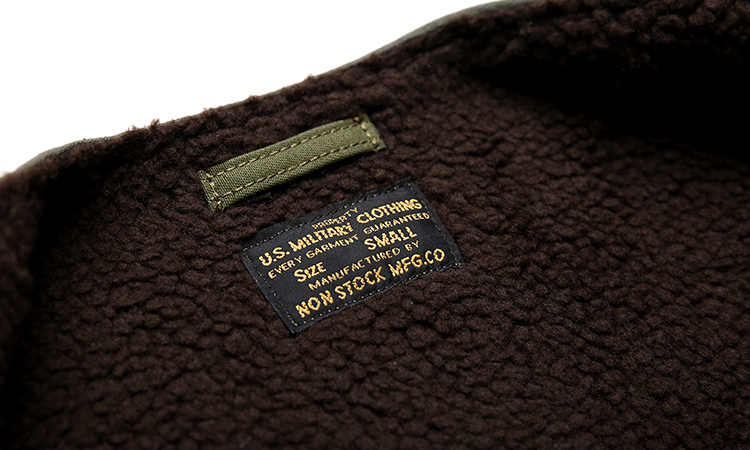 PROPERTY
U.S. MILITARY CLOTHING
EVERY GARMENT GUARANTEED
SIZE SMALL
MANUFACTURED BY
NON STOCK MFG.CO